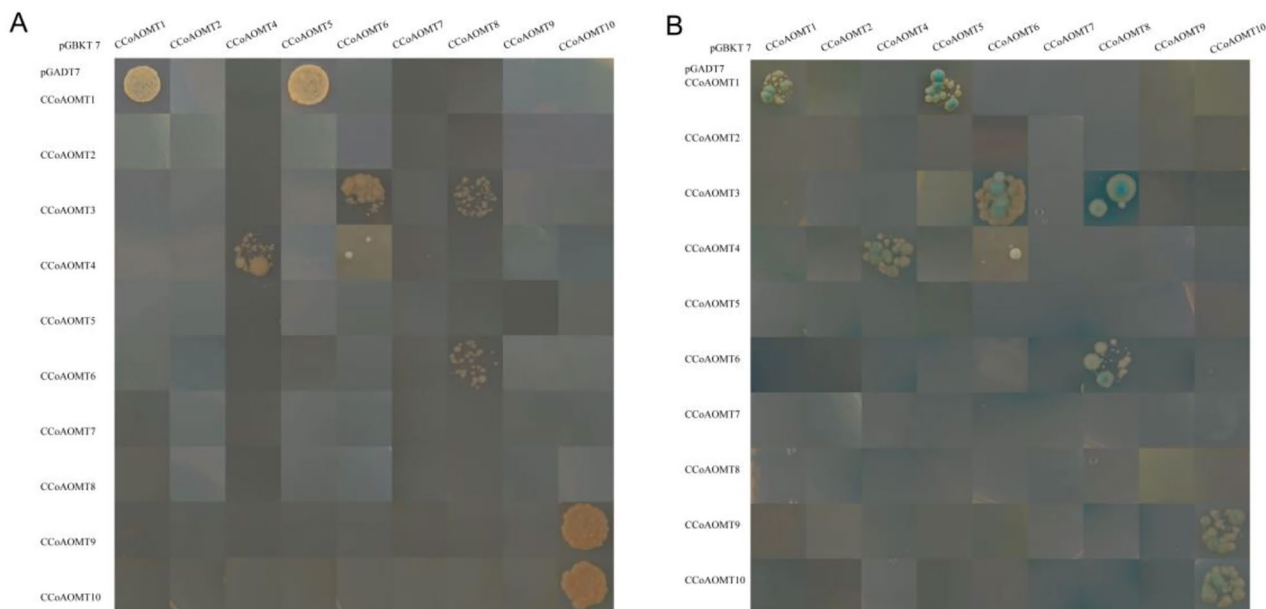 A
pGBKT 7
CCoAOMT1 CCoAOMT2 CCoAOMT4 CCoAOMT5 CCoAOMT6 CCoAOMT7 CCoAOMT8 CCoAOMT9 CCoAOMT10
pGADT7
CCoAOMT1
CCoAOMT2
CCoAOMT3
CCoAOMT4
CCoAOMT5
CCoAOMT6
CCoAOMT7
CCoAOMT8
CCoAOMT9
CCoAOMT10
B
pGBKT 7
CCoAOMT1 CCoAOMT2 CCoAOMT4 CCoAOMT5 CCoAOMT6 CCoAOMT7 CCoAOMT8 CCoAOMT9 CCoAOMT10
pGADT7
CCoAOMT1
CCoAOMT2
CCoAOMT3
CCoAOMT4
CCoAOMT5
CCoAOMT6
CCoAOMT7
CCoAOMT8
CCoAOMT9
CCoAOMT10